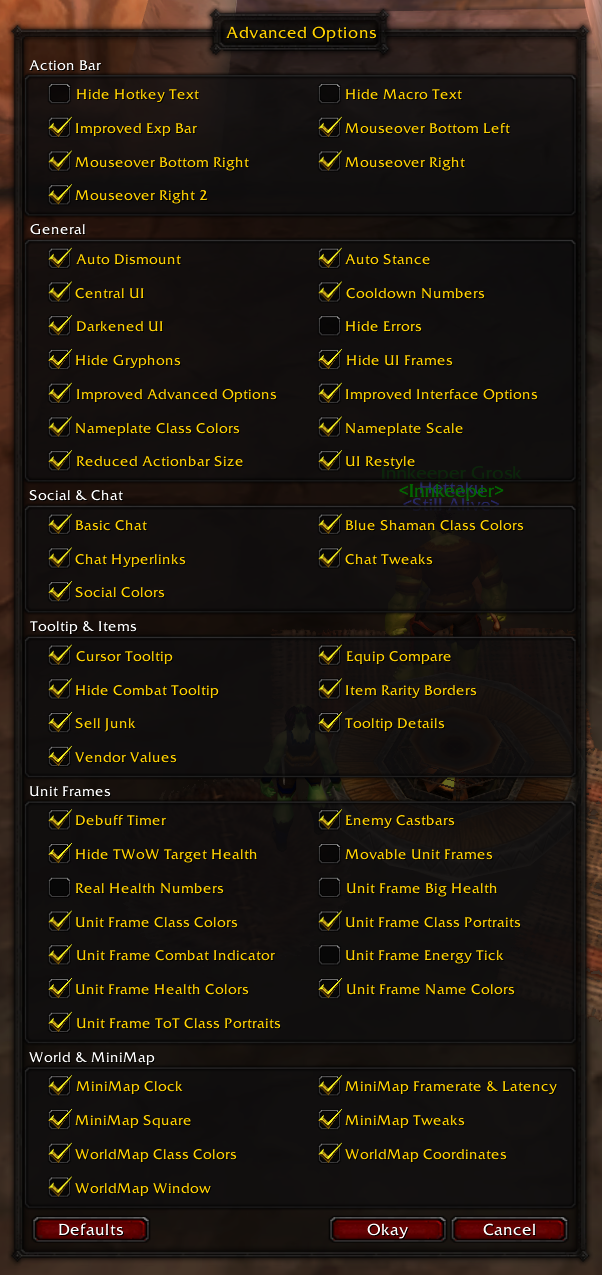 Advanced Options
Action Bar
Hide Hotkey Text
Hide Macro Text
Improved Exp Bar
Mouseover Bottom Left
Mouseover Bottom Right
Mouseover Right
Mouseover Right 2
General
Auto Dismount
Auto Stance
Central UI
Cooldown Numbers
Darkened UI
Hide Errors
Hide Gryphons
Hide UI Frames
Improved Advanced Options
Improved Interface Options
Nameplate Class Colors
Nameplate Scale
Reduced Actionbar Size
UI Restyle
Innkeeper Grosk
<Innkeeper>
<Still Alive>
Social & Chat
Basic Chat
Blue Shaman Class Colors
Chat Hyperlinks
Chat Tweaks
Social Colors
Tooltip & Items
Cursor Tooltip
Equip Compare
Hide Combat Tooltip
Item Rarity Borders
Sell Junk
Tooltip Details
Vendor Values
Unit Frames
Debuff Timer
Enemy Castbars
Hide TWoW Target Health
Movable Unit Frames
Real Health Numbers
Unit Frame Big Health
Unit Frame Class Colors
Unit Frame Class Portraits
Unit Frame Combat Indicator
Unit Frame Energy Tick
Unit Frame Health Colors
Unit Frame Name Colors
Unit Frame ToT Class Portraits
World & MiniMap
MiniMap Clock
MiniMap Framerate & Latency
MiniMap Square
MiniMap Tweaks
WorldMap Class Colors
WorldMap Coordinates
WorldMap Window
Defaults
Okay
Cancel